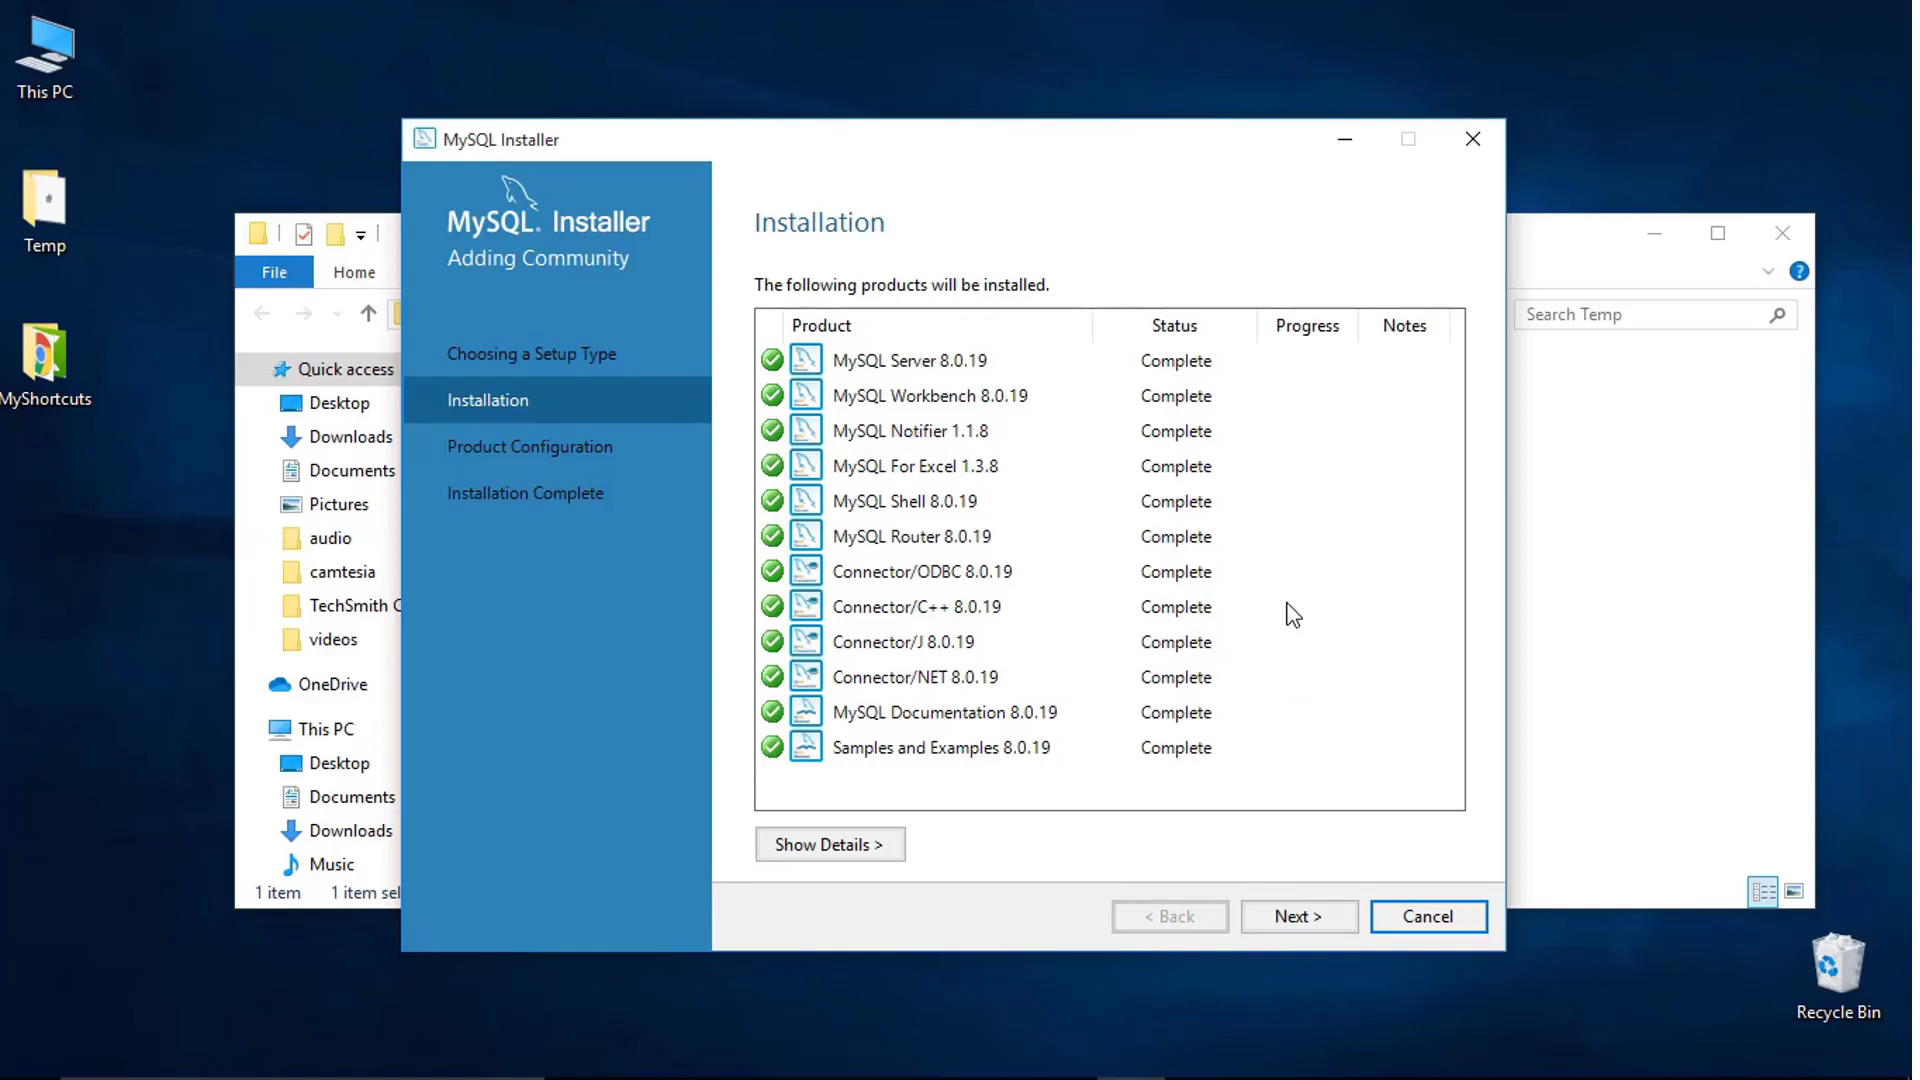 This PC
Temp
MyShortcuts
File
Home
Quick access
Desktop
Downloads
Documents
Pictures
audio
camtesia
TechSmith C
videos
OneDrive
This PC
Desktop
Documents
Downloads
Music
1 item 1 item sel
MySQL Installer
MySQL. Installer
Adding Community
Choosing a Setup Type
Installation
Product Configuration
Installation Complete
Installation
The following products will be installed.
Product Status Progress Notes
MySQL Server 8.0.19 Complete
MySQL Workbench 8.0.19 Complete
MySQL Notifier 1.1.8 Complete
MySQL For Excel 1.3.8 Complete
MySQL Shell 8.0.19 Complete
MySQL Router 8.0.19 Complete
Connector/ODBC 8.0.19 Complete
Connector/C++ 8.0.19 Complete
Connector/J 8.0.19 Complete
Connector/NET 8.0.19 Complete
MySQL Documentation 8.0.19 Complete
Samples and Examples 8.0.19 Complete
Show Details >
< Back Next > Cancel
Search Temp
Recycle Bin